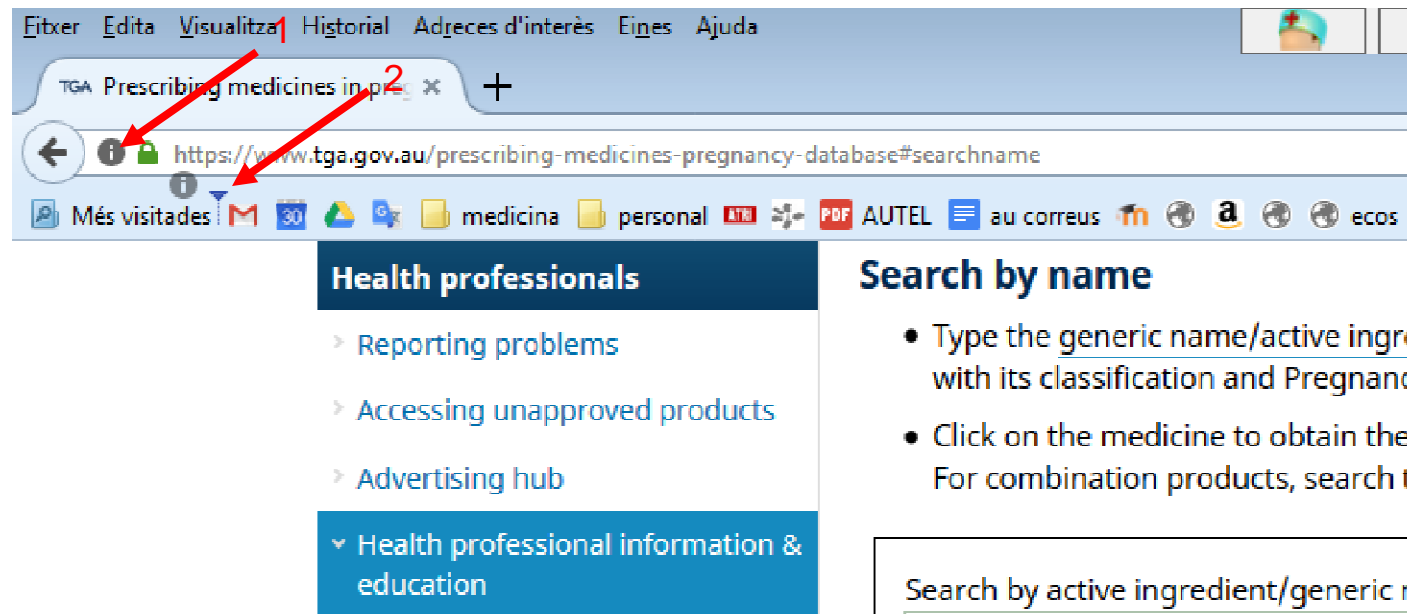 Fitxer Edita Visualitza Historial Adreces d'interès Eines Ajuda
1
TGA Prescribing medicines in preg
2
https://www.tga.gov.au/prescribing-medicines-pregnancy-database#searchname
Més visitades 30 medicina personal ATRI PDF AUTEL au correus m a ecos
Health professionals
Reporting problems
Accessing unapproved products
Advertising hub
Health professional information &
education
Search by name
Type the generic name/active ingre
with its classification and Pregnanc
Click on the medicine to obtain the
For combination products, search t
Search by active ingredient/generic